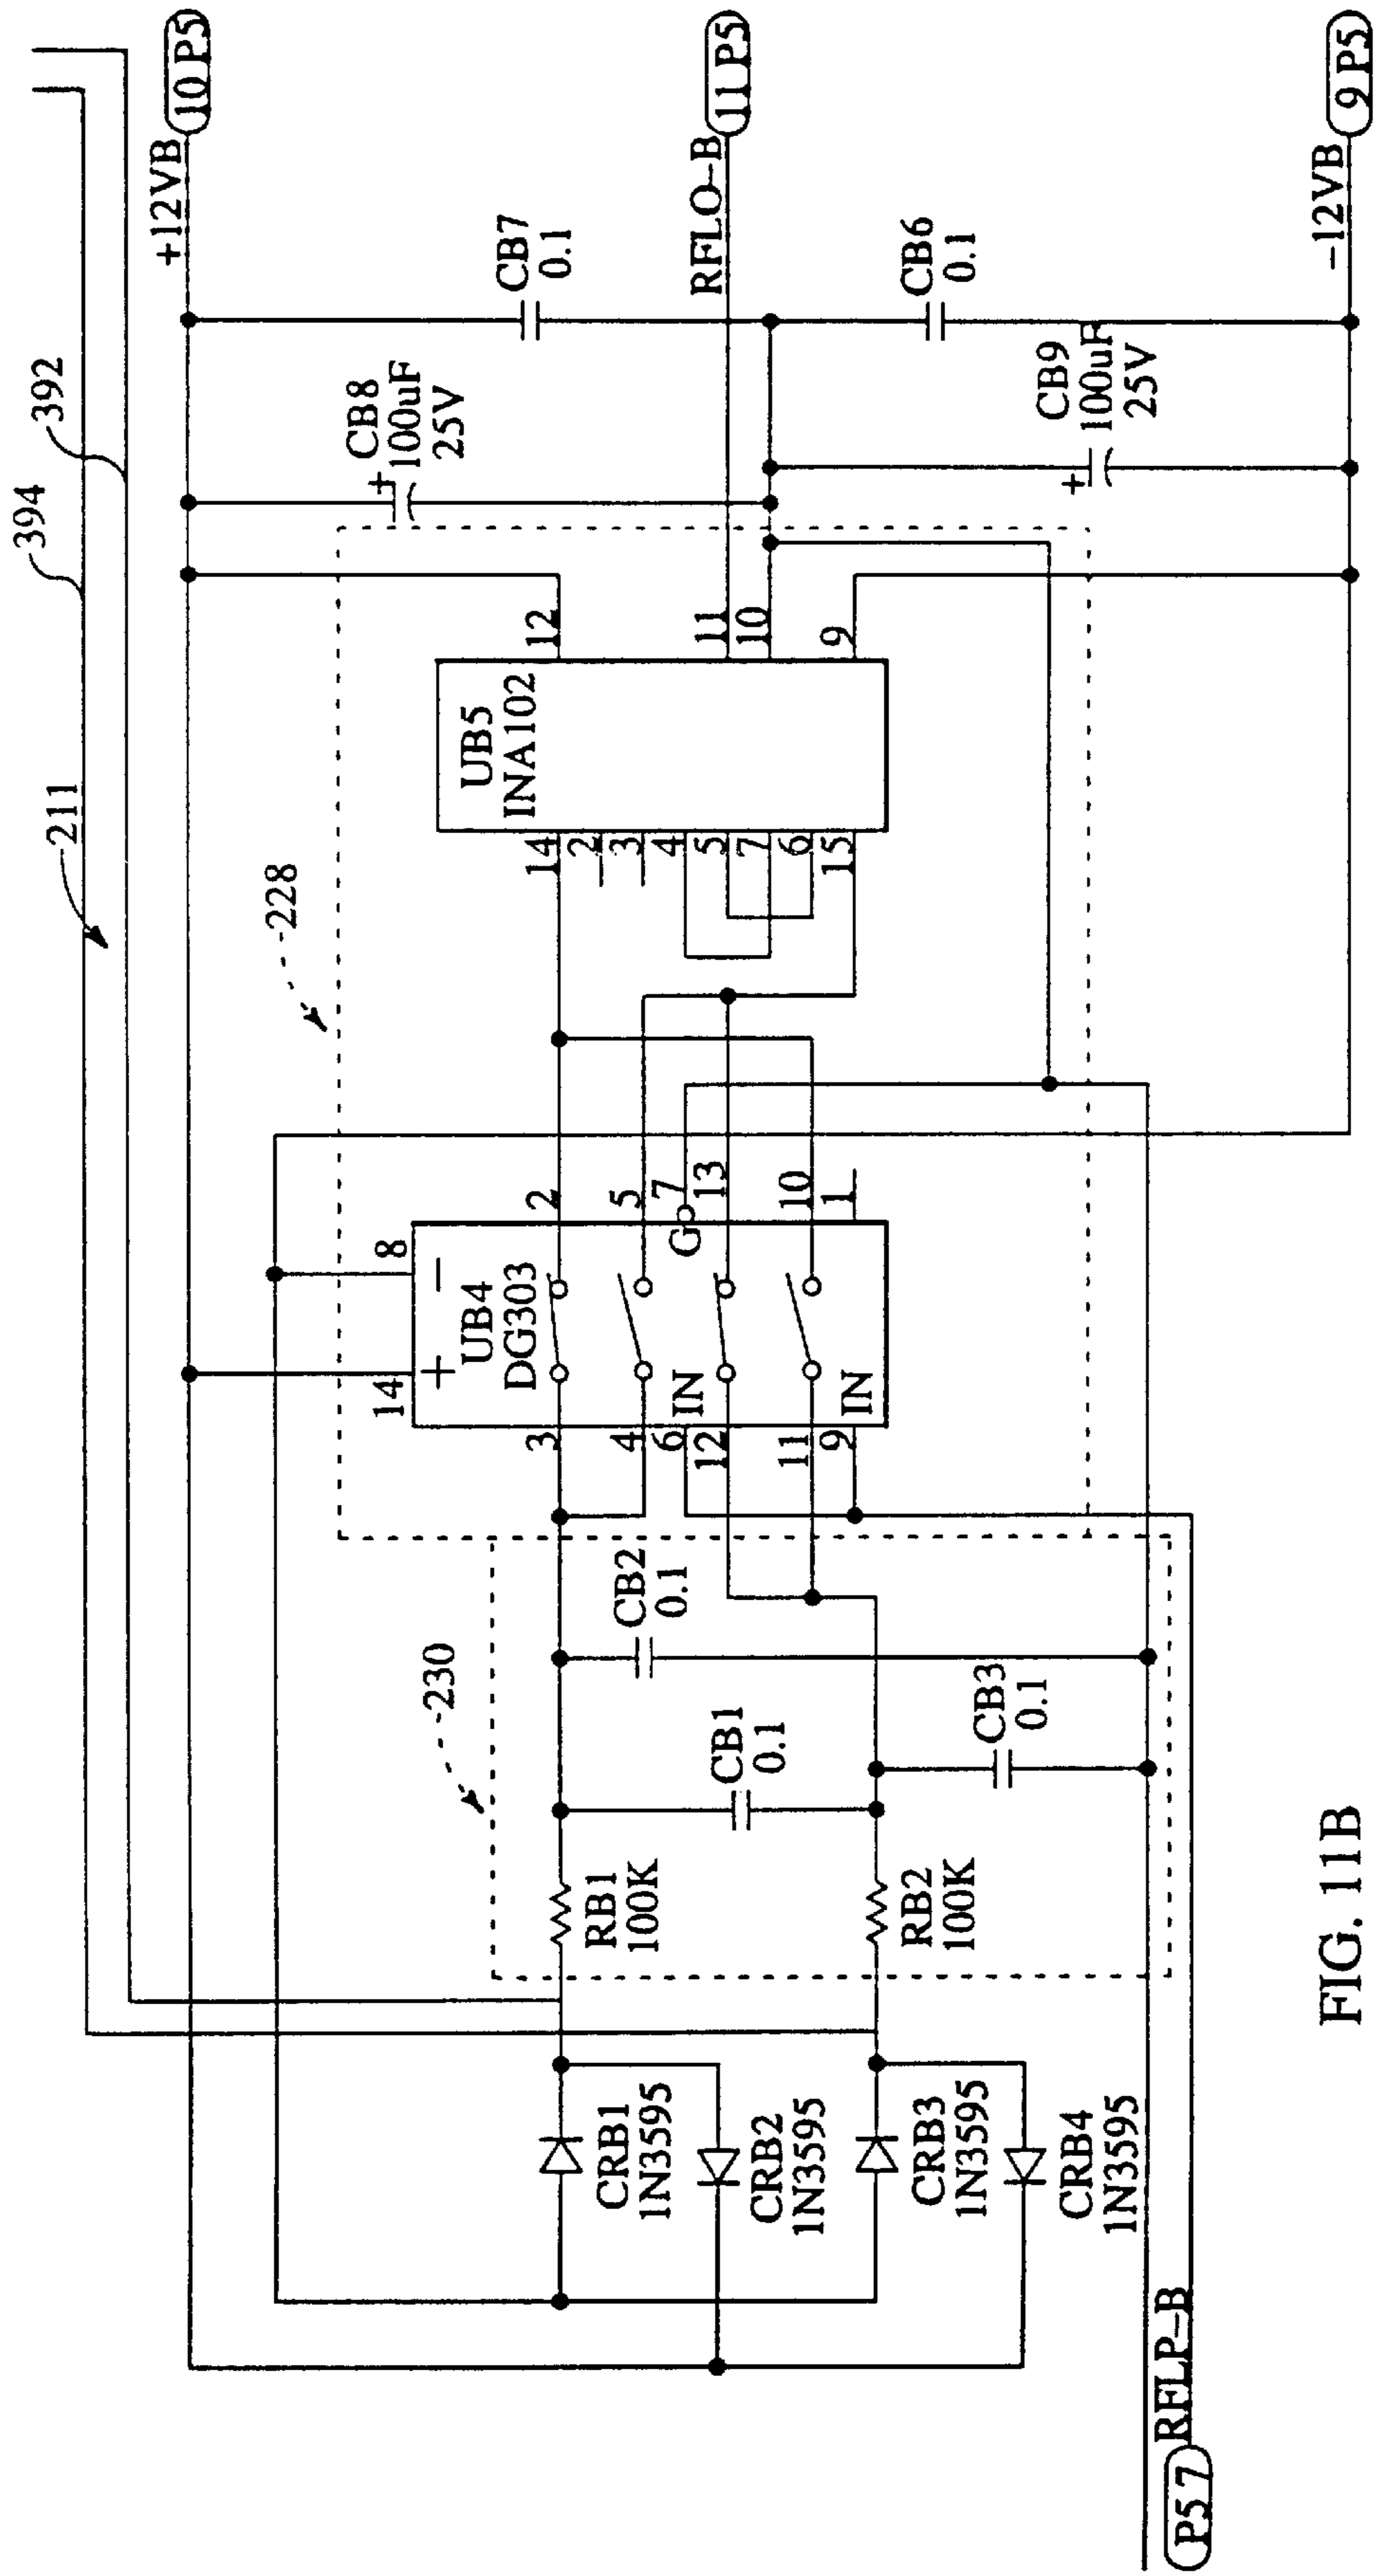 394
392
211
+12VB
10 P5
CB8
100uF
25V
CB7
0.1
RFLO-B
11 P5
CB6
0.1
CB9
100uF
25V
-12VB
9 P5
228
UB5
INA102
14
2
3
4
5
7
6
15
12
11
10
9
UB4
DG303
14
+
8
-
3
4
6
IN
12
11
9
IN
2
5
7
G
13
10
1
230
CB2
0.1
CB1
0.1
CB3
0.1
RB1
100K
RB2
100K
CRB1
1N3595
CRB2
1N3595
CRB3
1N3595
CRB4
1N3595
RFLP-B
P5 7
+
+
FIG. 11B